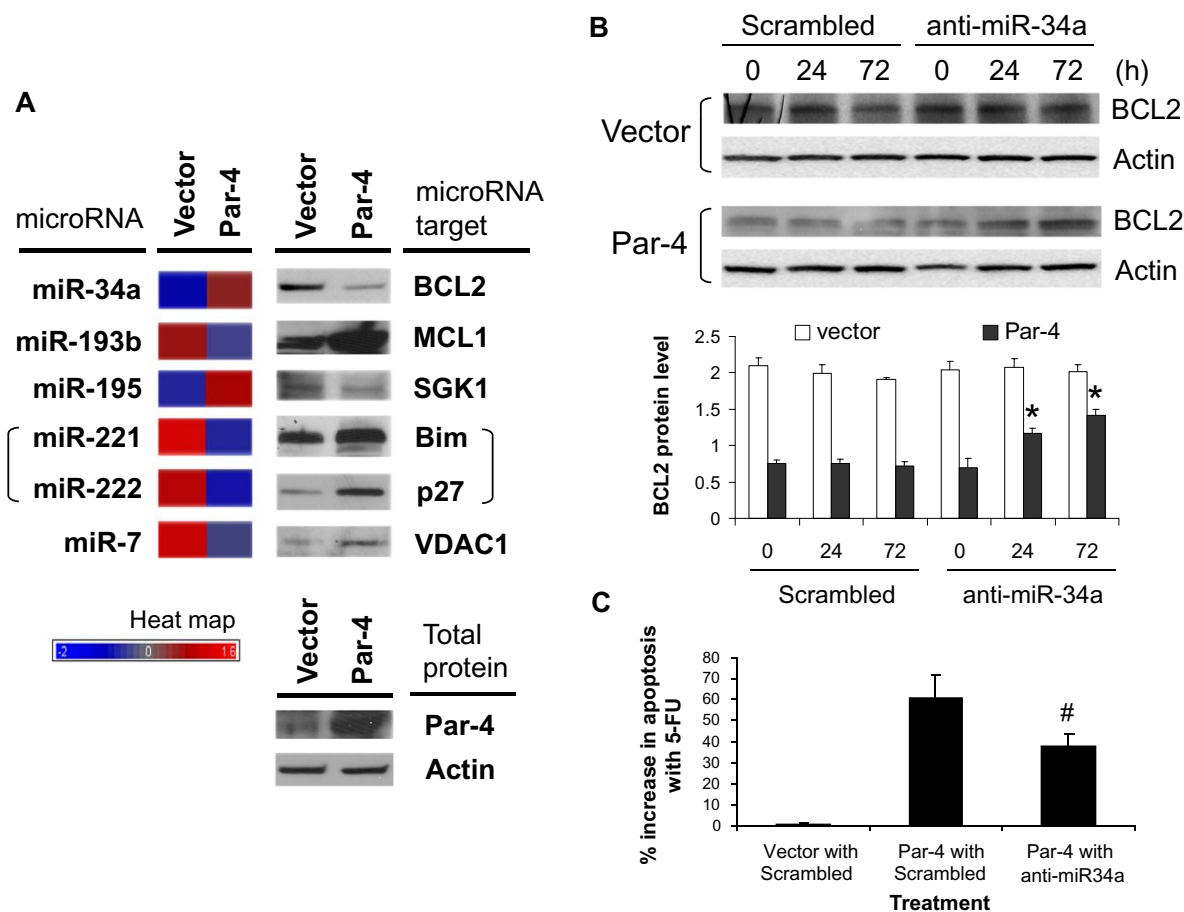 A
microRNA
Vector
Par-4
Vector
Par-4
microRNA
target
miR-34a
BCL2
miR-193b
MCL1
miR-195
SGK1
miR-221
Bim
miR-222
p27
miR-7
VDAC1
Heat map
-2
0
1.6
Vector
Par-4
Total
protein
Par-4
Actin
B
Scrambled
anti-miR-34a
0 24 72 0 24 72 (h)
Vector
BCL2
Actin
Par-4
BCL2
Actin
vector
Par-4
BCL2 protein level
2.5
2
1.5
1
0.5
0
*
*
0 24 72 0 24 72
Scrambled
anti-miR-34a
C
% increase in apoptosis
with 5-FU
80
70
60
50
40
30
20
10
0
#
Vector with
Scrambled
Par-4 with
Scrambled
Par-4 with
anti-miR34a
Treatment